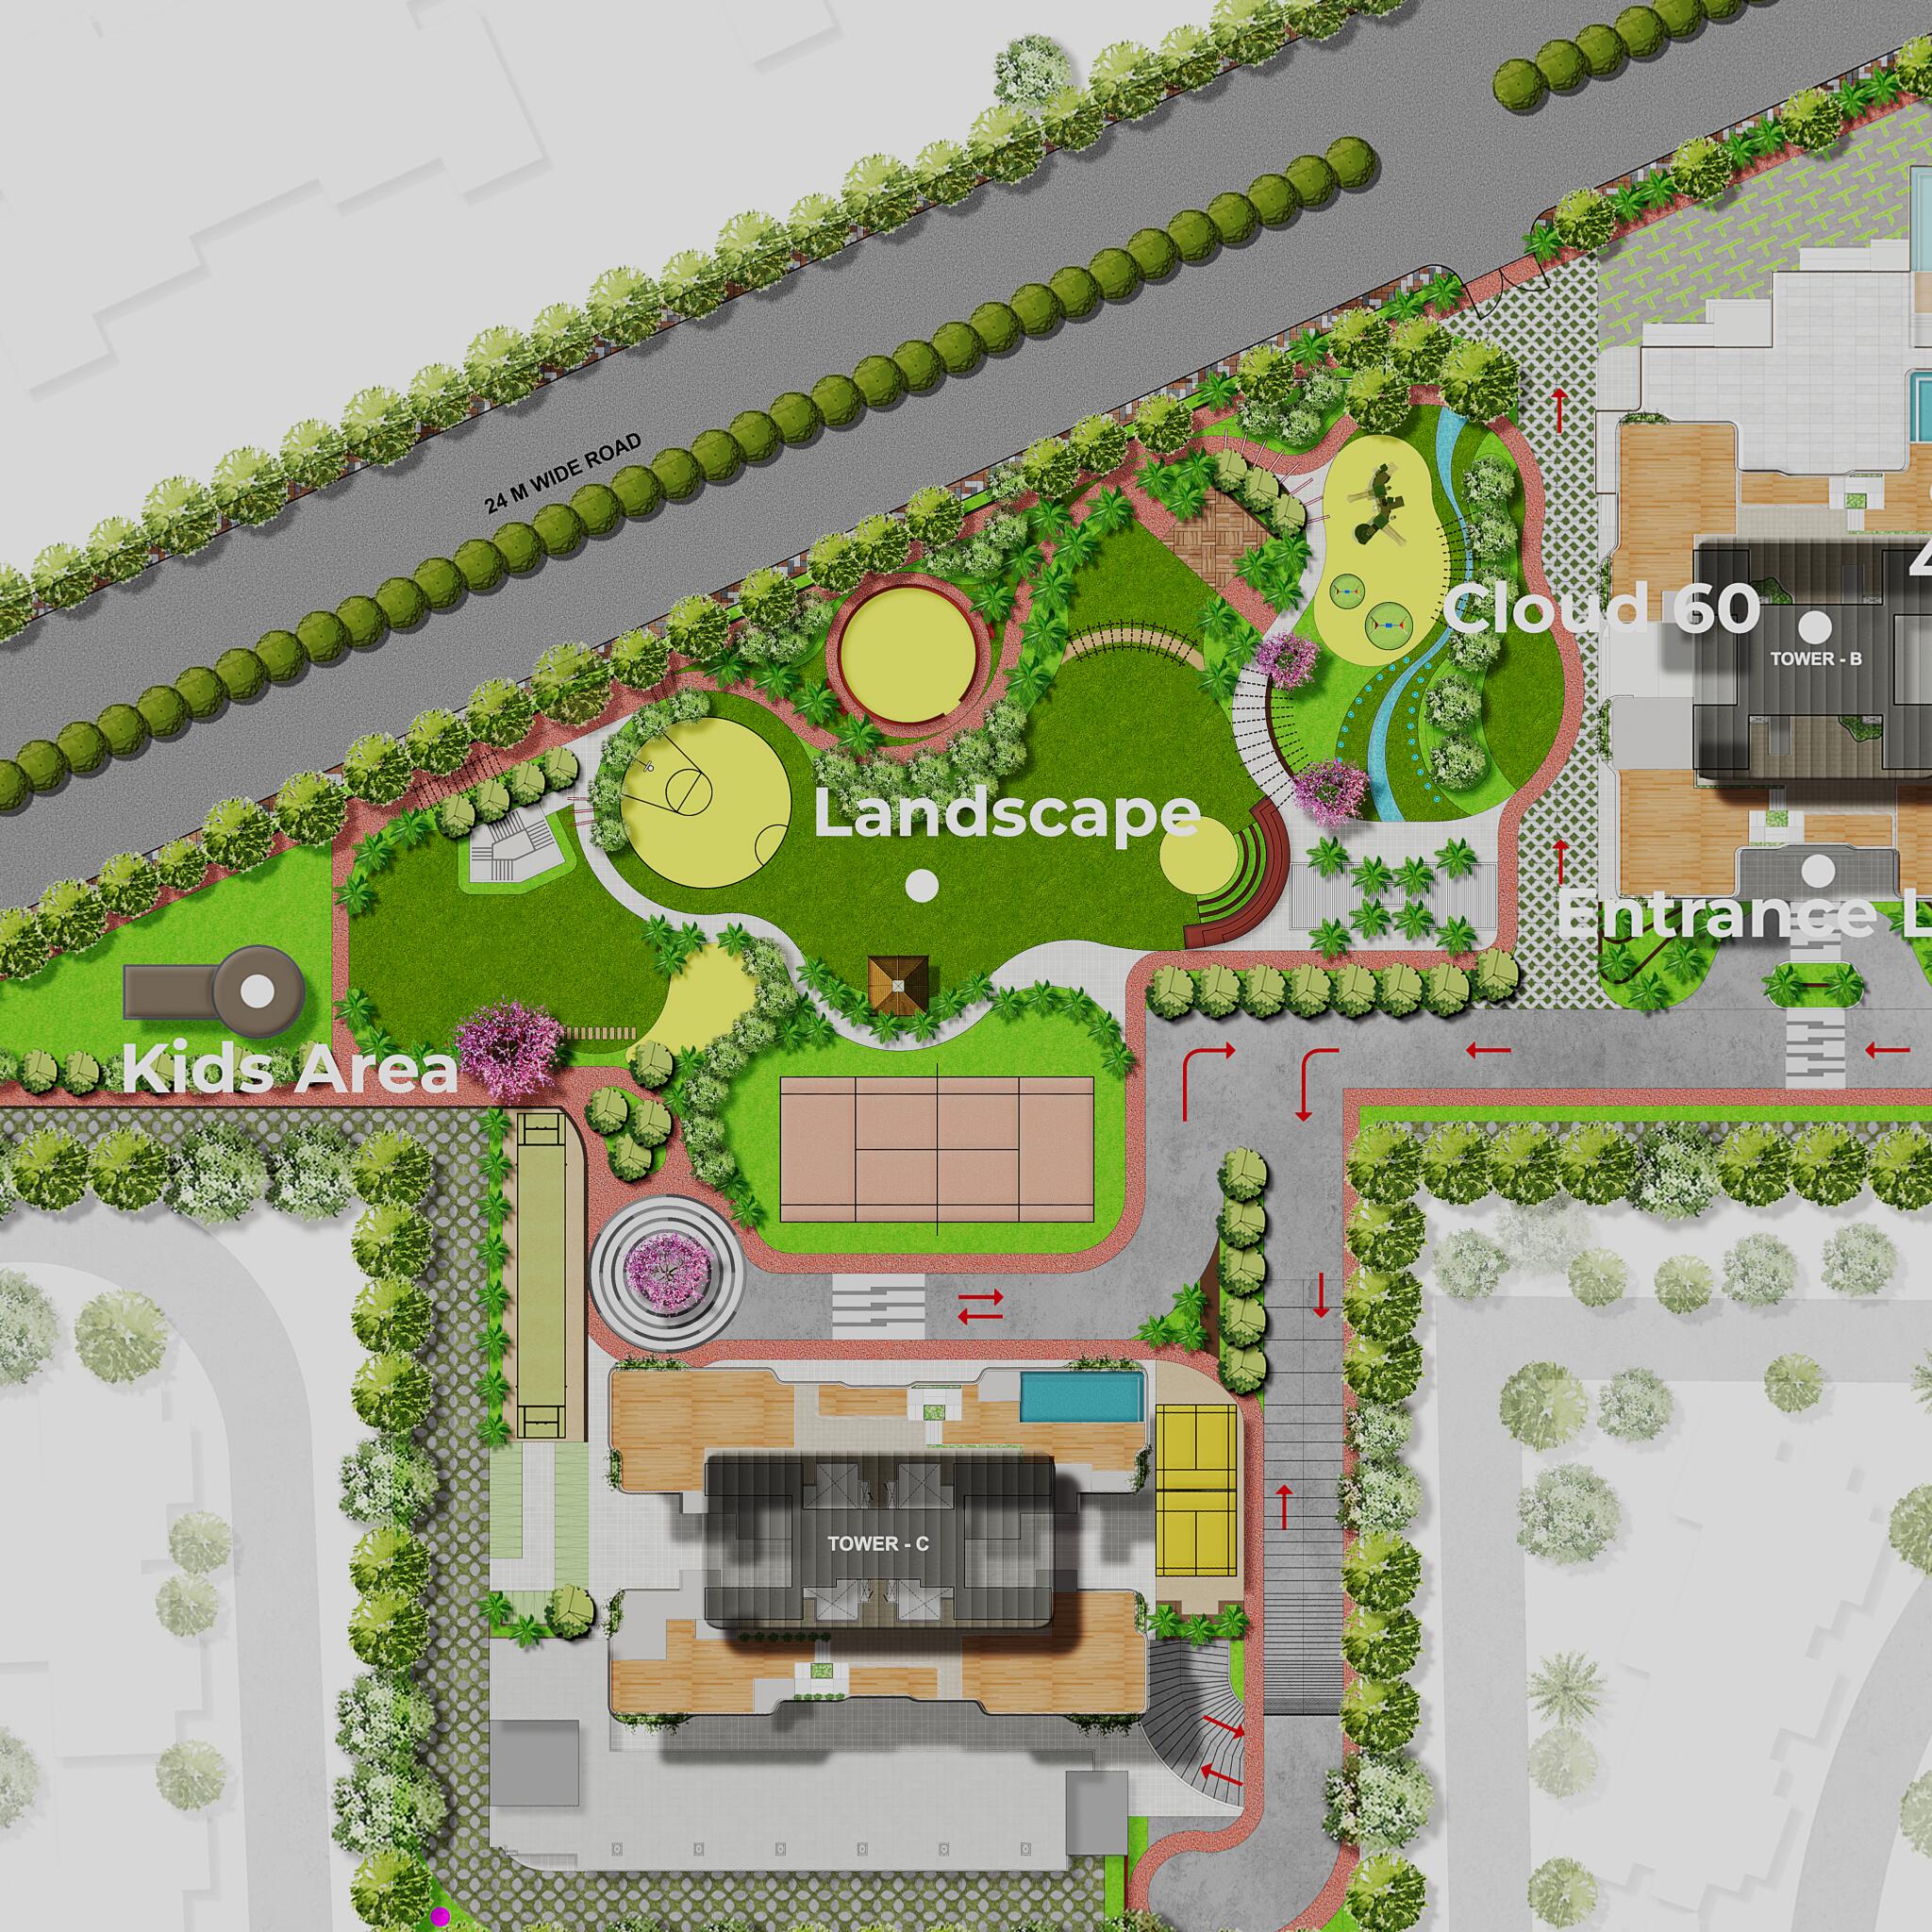 24 M WIDE ROAD
Cloud 60
TOWER - B
Landscape
Entrance L
Kids Area
TOWER - C